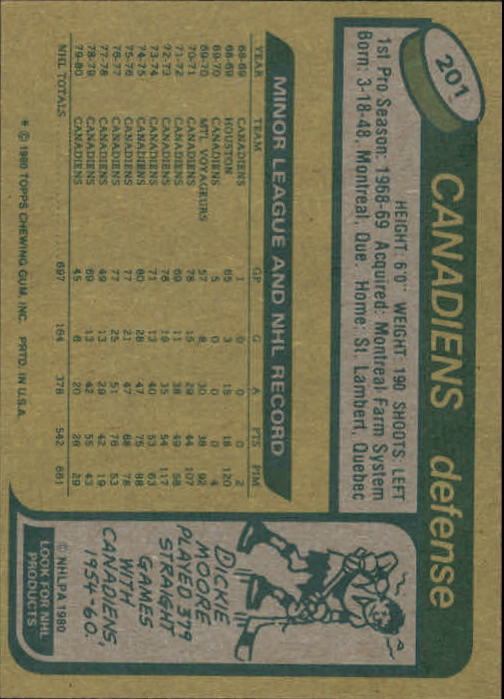 201
CANADIENS defense
HEIGHT: 6'0" WEIGHT: 190 SHOOTS: LEFT
1st Pro Season: 1968-69 Acquired: Montreal Farm System
Born: 3-18-48, Montreal, Que. Home: St. Lambert, Quebec
MINOR LEAGUE AND NHL RECORD
YEAR TEAM GP G A PTS PIM
68-69 CANADIENS 1 0 0 0 2
68-69 HOUSTON 65 3 15 18 120
69-70 CANADIENS 5 0 0 0 4
69-70 MTL VOYAGEURS 57 8 30 38 92
70-71 CANADIENS 78 15 29 44 107
71-72 CANADIENS 69 11 38 49 58
72-73 CANADIENS 78 19 35 54 117
73-74 CANADIENS 71 13 40 53 63
74-75 CANADIENS 80 28 47 75 88
75-76 CANADIENS 77 21 47 68 76
76-77 CANADIENS 77 25 51 76 53
77-78 CANADIENS 49 13 29 42 19
78-79 CANADIENS 69 13 42 55 43
79-80 CANADIENS 45 6 20 26 29
NHL TOTALS 697 164 378 542 661
* © 1980 TOPPS CHEWING GUM, INC. PRTD. IN U.S.A.
DICKIE
MOORE
PLAYED 379
STRAIGHT
GAMES
WITH
CANADIENS,
1954-'60.
© NHLPA 1980
LOOK FOR NHL
PRODUCTS